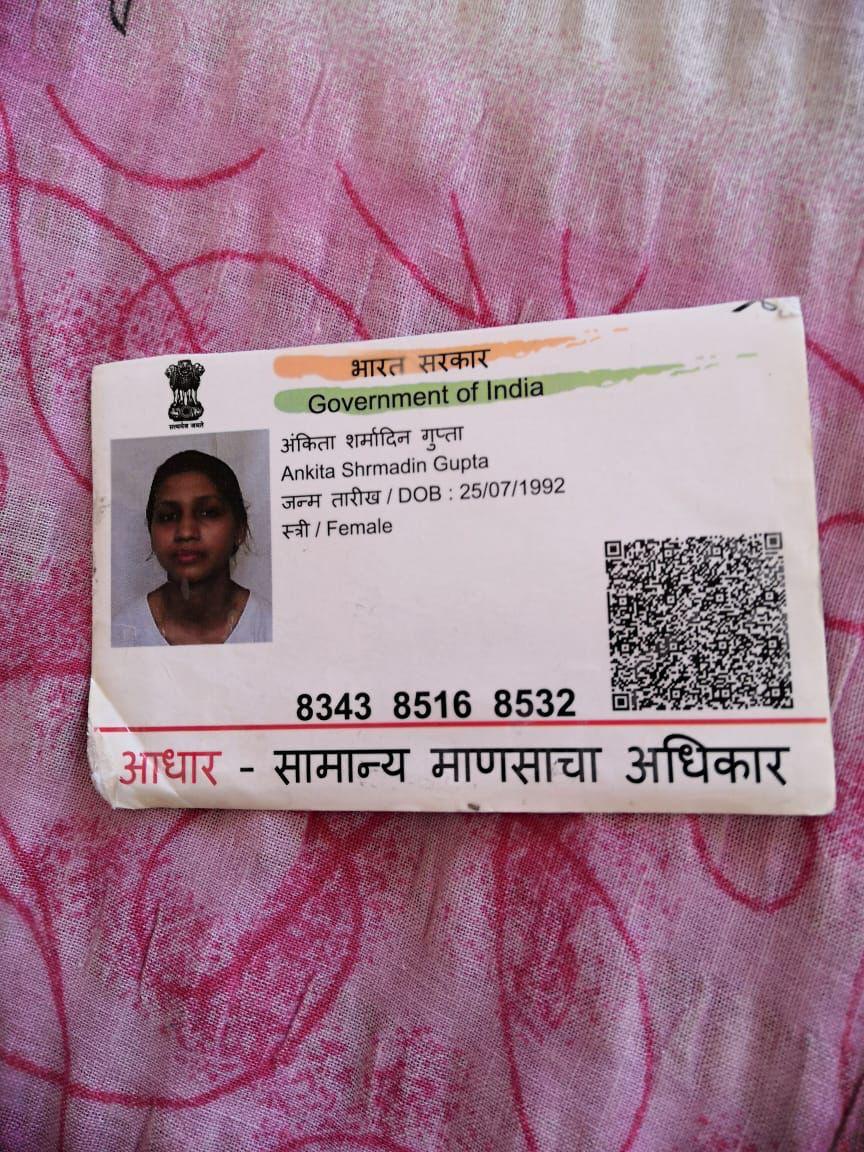 सत्यमेव जयते
भारत सरकार
Government of India
अंकिता शर्मादिन गुप्ता
Ankita Shrmadin Gupta
जन्म तारीख / DOB : 25/07/1992
स्त्री / Female
8343 8516 8532
आधार - सामान्य माणसाचा अधिकार